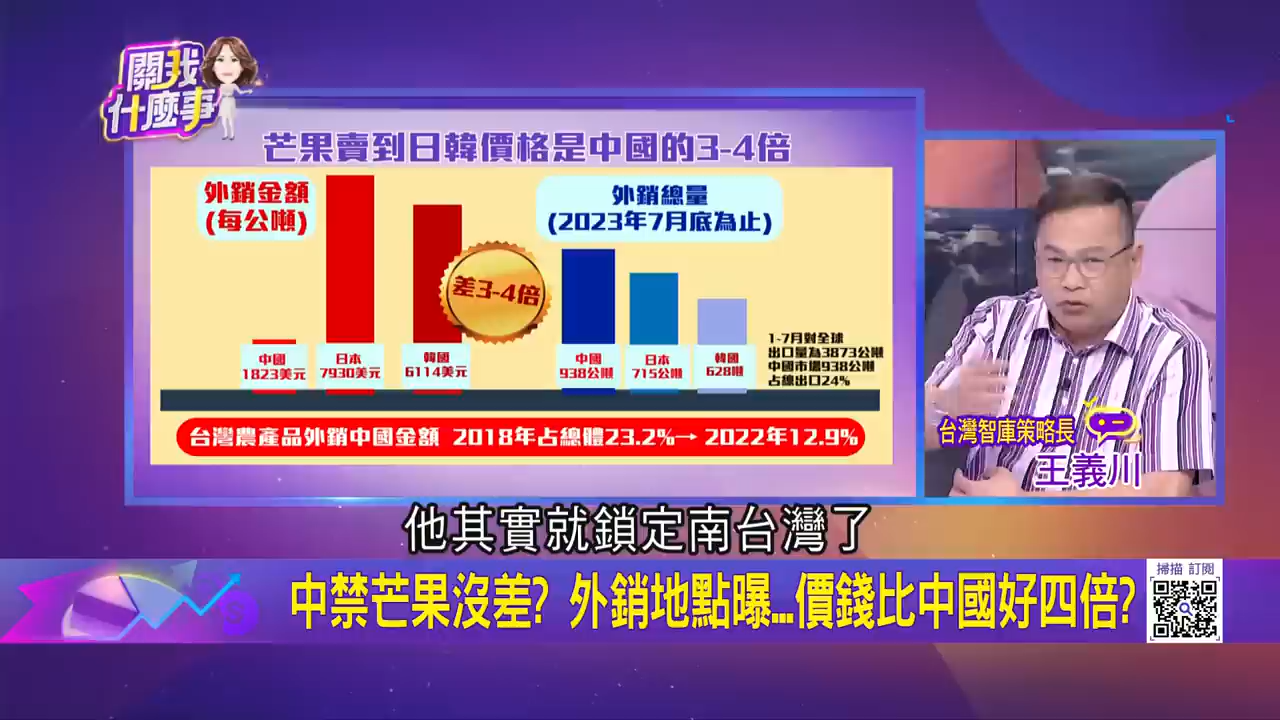 關我
什麼事
芒果賣到日韓價格是中國的3-4倍
外銷金額
(每公噸)
外銷總量
(2023年7月底為止)
差3-4倍
中國
1823美元
日本
7930美元
韓國
6114美元
中國
938公噸
日本
715公噸
韓國
628噸
1-7月對全球
出口量為3873公噸
中國市場938公噸
占線出口24%
台灣農產品外銷中國金額 2018年占總體23.2%→ 2022年12.9%
台灣智庫策略長
王義川
他其實就鎖定南台灣了
中禁芒果沒差? 外銷地點曝...價錢比中國好四倍?
掃描 訂閱